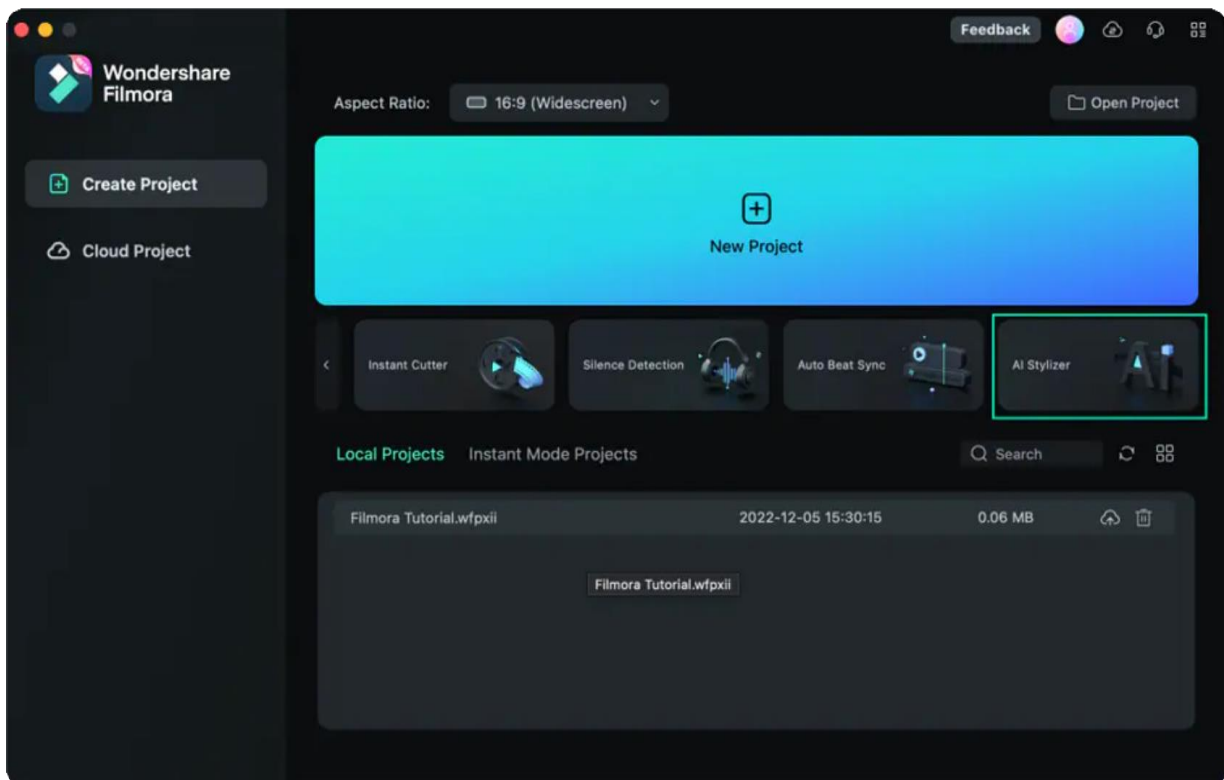 Feedback
Wondershare
Filmora
Aspect Ratio: 16:9 (Widescreen)
Open Project
Create Project
Cloud Project
New Project
Instant Cutter
Silence Detection
Auto Beat Sync
AI Stylizer
Local Projects Instant Mode Projects
Search
Filmora Tutorial.wfpxii 2022-12-05 15:30:15 0.06 MB
Filmora Tutorial.wfpxii